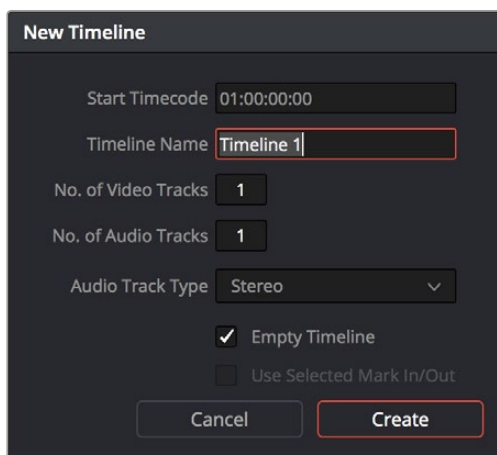 New Timeline
Start Timecode 01:00:00:00
Timeline Name Timeline 1
No. of Video Tracks 1
No. of Audio Tracks 1
Audio Track Type Stereo
Empty Timeline
Use Selected Mark In/Out
Cancel Create